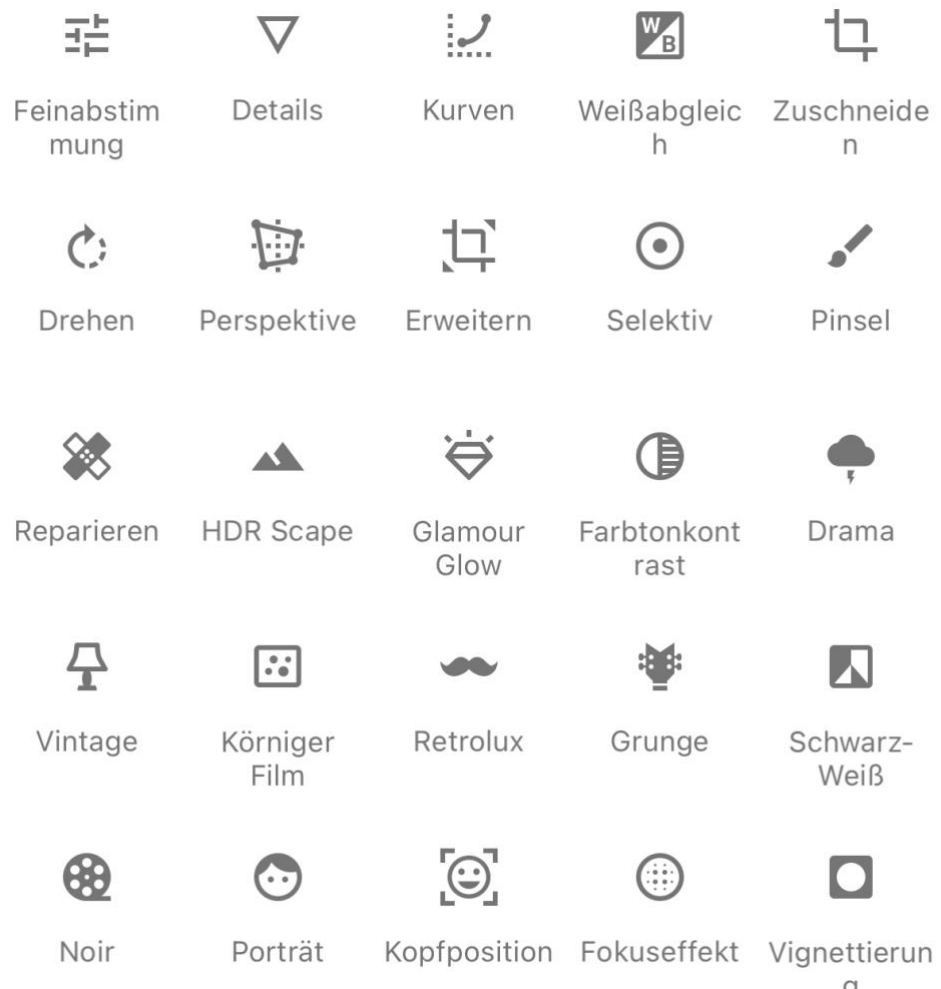 W
B
Feinabstim Details Kurven Weißabgleic Zuschneide
mung h n
Drehen Perspektive Erweitern Selektiv Pinsel
Reparieren HDR Scape Glamour Farbtonkont Drama
Glow rast
Vintage Körniger Retrolux Grunge Schwarz-
Film Weiß
Noir Porträt Kopfposition Fokuseffekt Vignettierun
g